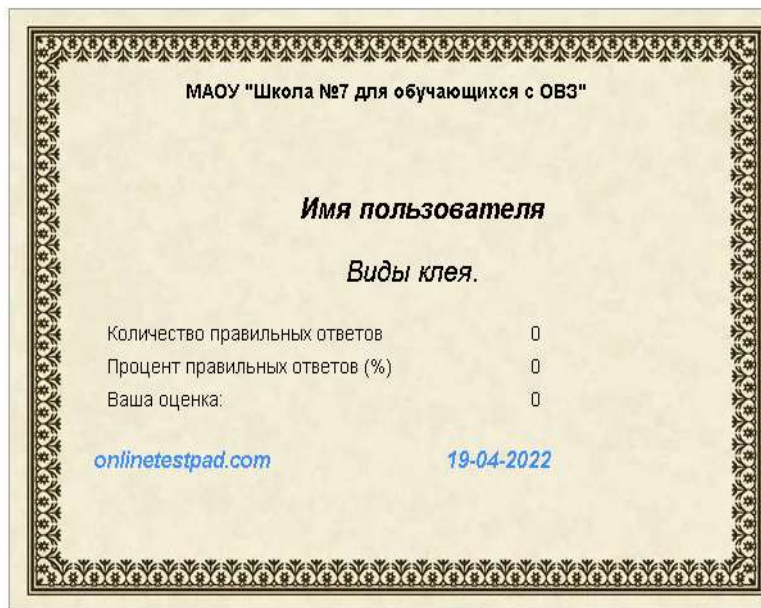 МАОУ "Школа №7 для обучающихся с ОВЗ"
Имя пользователя
Виды клея.
Количество правильных ответов 0
Процент правильных ответов (%) 0
Ваша оценка: 0
onlinetestpad.com 19-04-2022